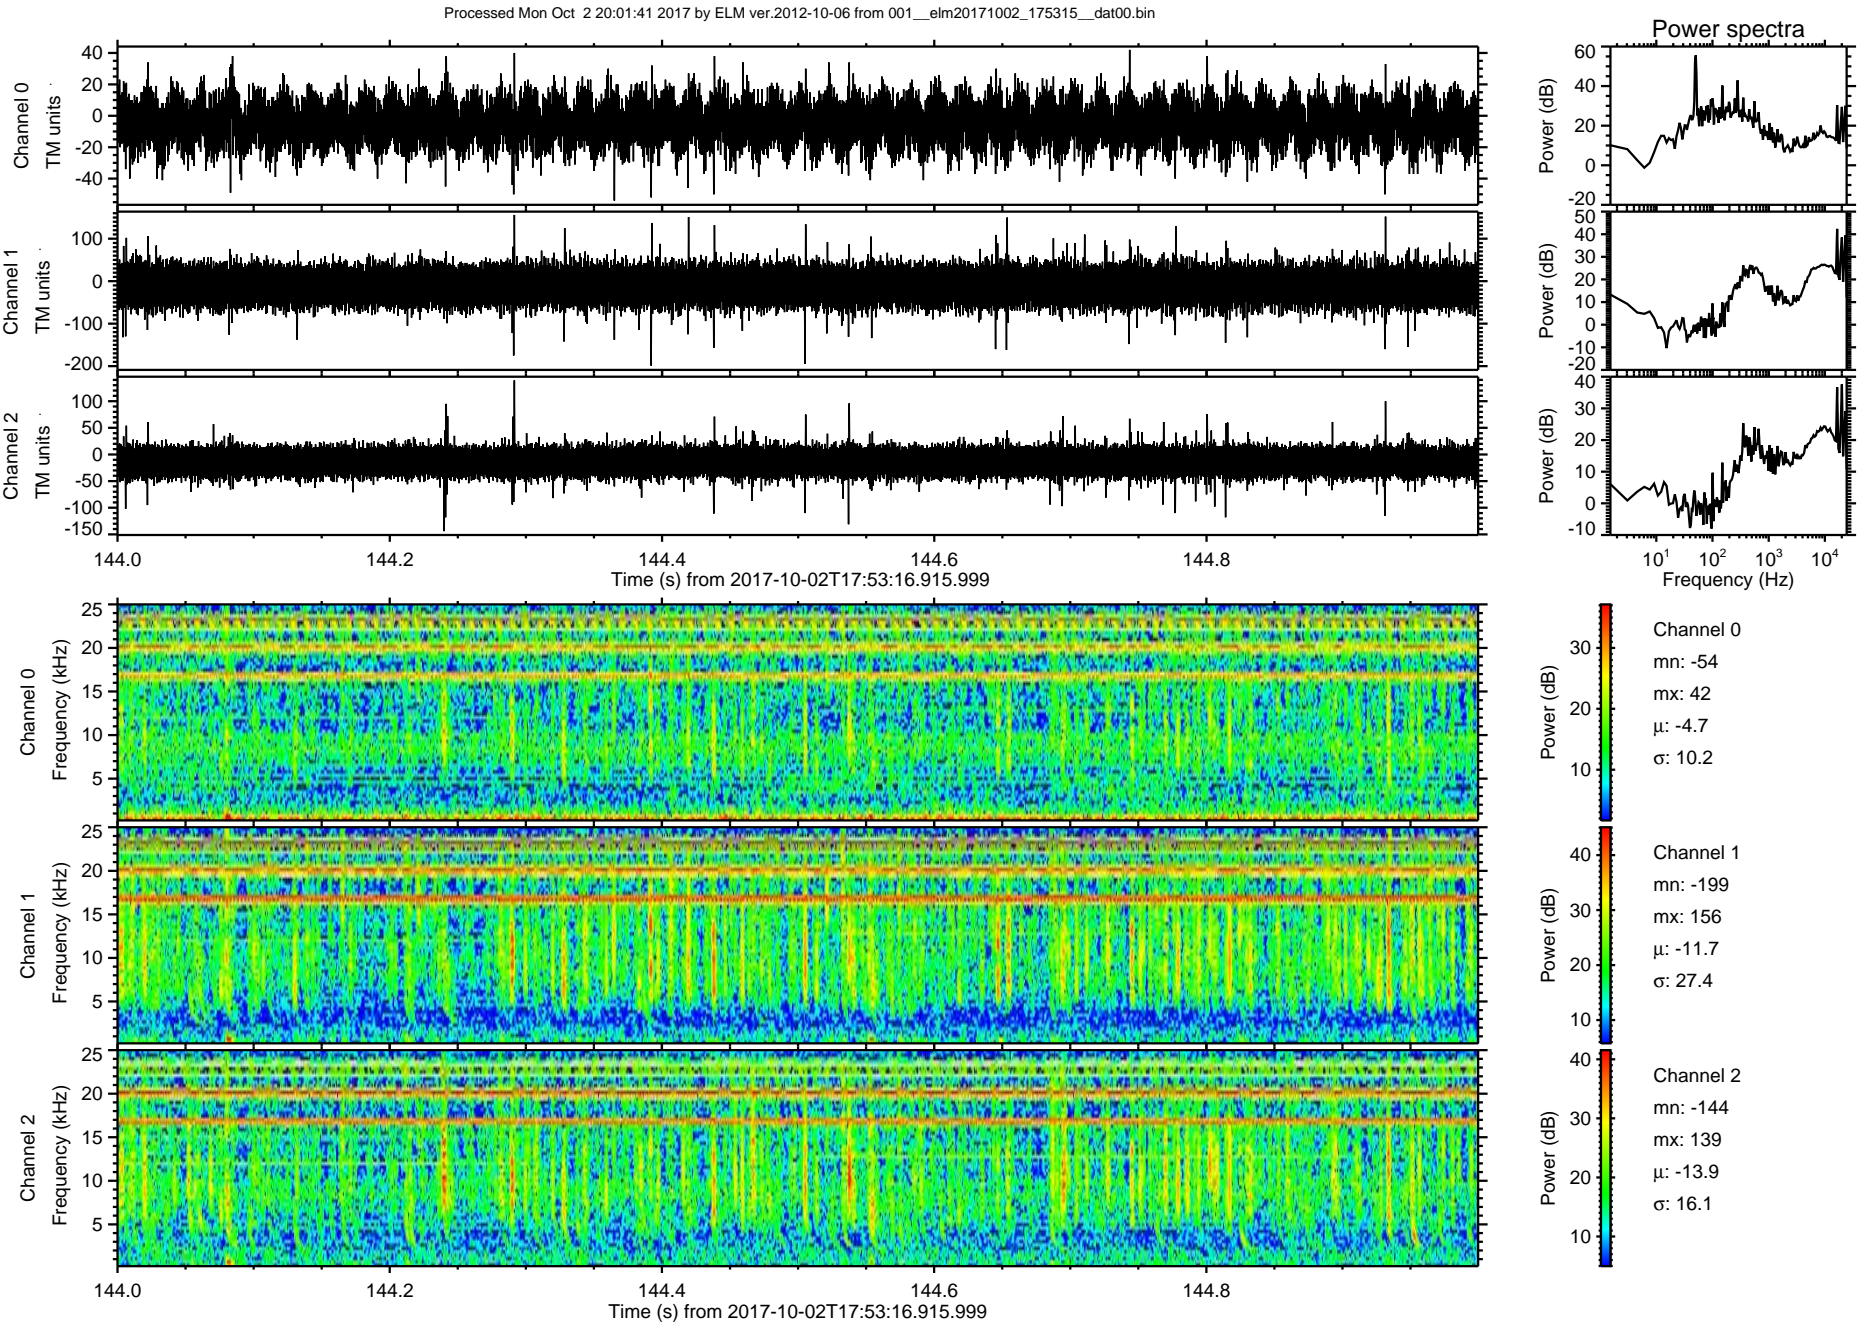 Processed Mon Oct  2 20:01:41 2017 by ELM ver.2012-10-06 from 001__elm20171002_175315__dat00.bin
Power spectra
Channel 0
TM units
40
20
0
-20
-40
Power (dB)
60
40
20
0
-20
Channel 1
TM units
100
0
-100
-200
Power (dB)
50
40
30
20
10
0
-10
-20
Channel 2
TM units
100
50
0
-50
-100
-150
Power (dB)
40
30
20
10
0
-10
144.0 144.2 144.4 144.6 144.8
Time (s) from 2017-10-02T17:53:16.915.999
10¹ 10² 10³ 10⁴
Frequency (Hz)
Channel 0
Frequency (kHz)
25
20
15
10
5
Power (dB)
30
20
10
Channel 0
mn: -54
mx: 42
µ: -4.7
σ: 10.2
Channel 1
Frequency (kHz)
25
20
15
10
5
Power (dB)
40
30
20
10
Channel 1
mn: -199
mx: 156
µ: -11.7
σ: 27.4
Channel 2
Frequency (kHz)
25
20
15
10
5
Power (dB)
40
30
20
10
Channel 2
mn: -144
mx: 139
µ: -13.9
σ: 16.1
144.0 144.2 144.4 144.6 144.8
Time (s) from 2017-10-02T17:53:16.915.999